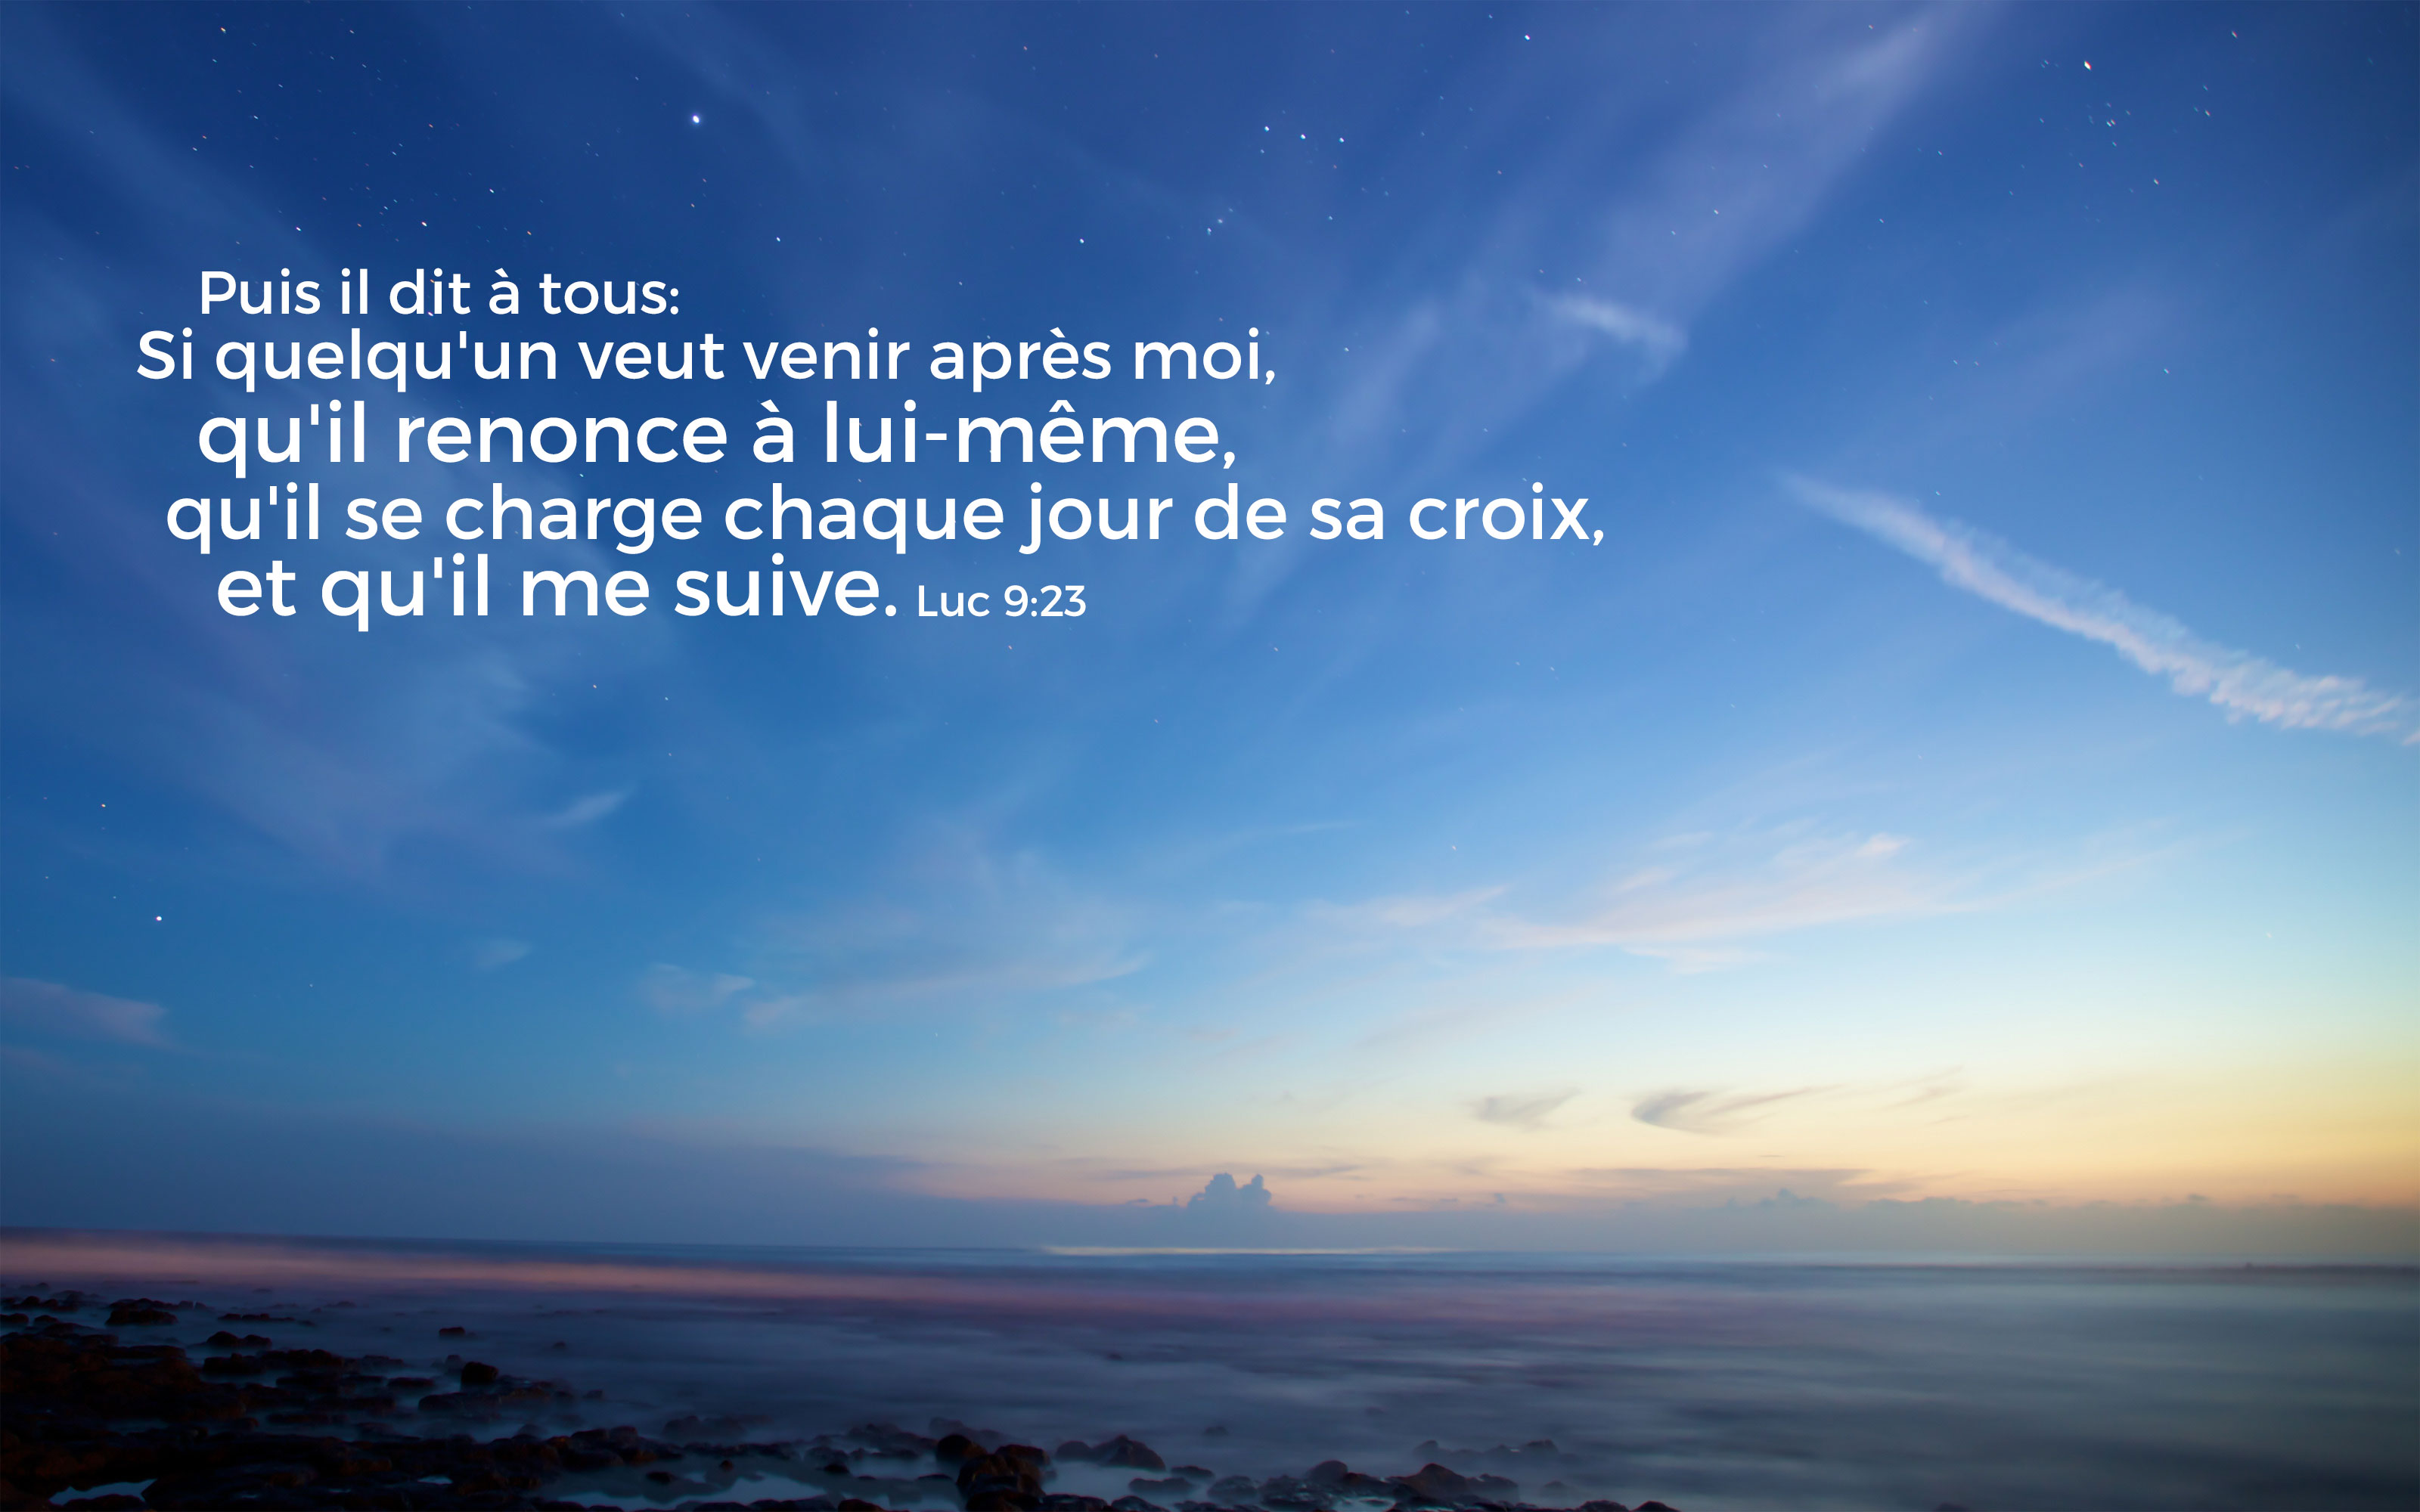 Puis il dit à tous:
Si quelqu'un veut venir après moi,
qu'il renonce à lui-même,
qu'il se charge chaque jour de sa croix,
et qu'il me suive. Luc 9:23